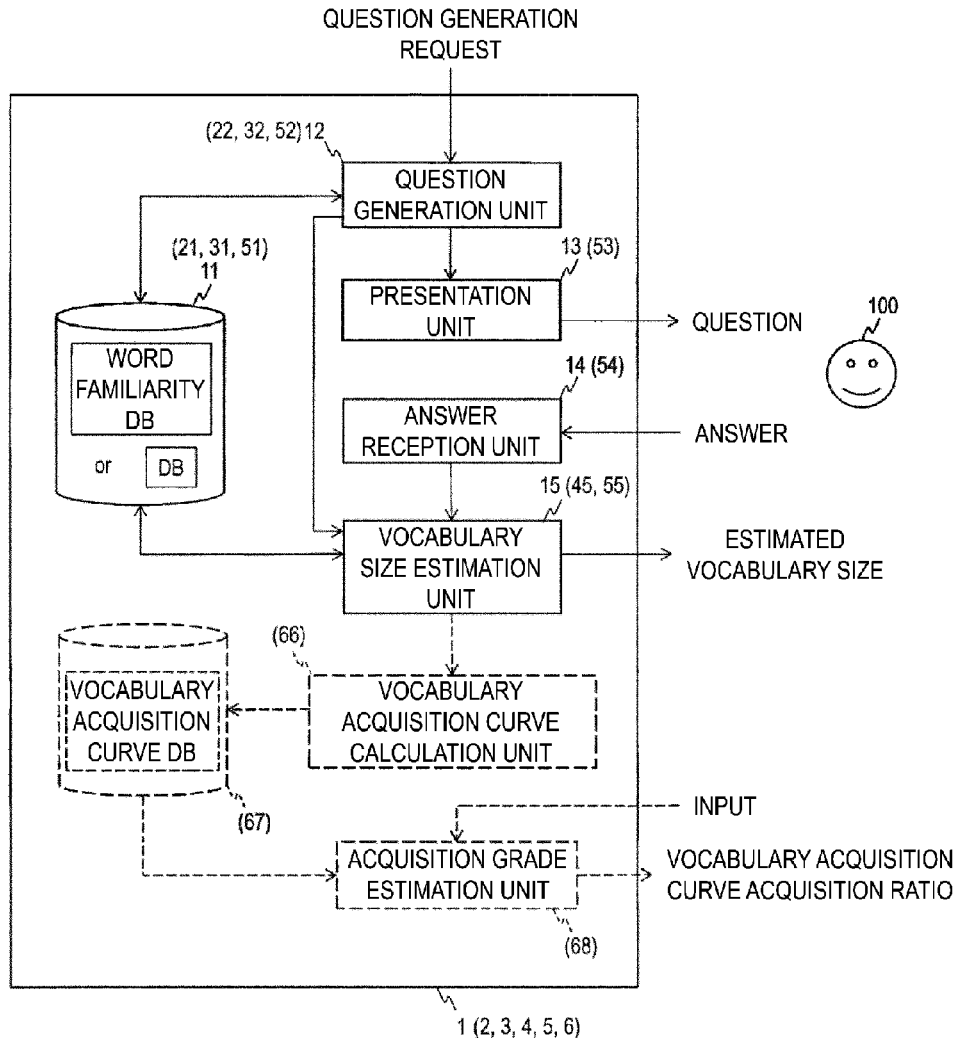 QUESTION GENERATION
REQUEST
(22, 32, 52) 12
QUESTION
GENERATION UNIT
(21, 31, 51)
11
13 (53)
PRESENTATION
UNIT
QUESTION
100
WORD
FAMILIARITY
DB
or DB
14 (54)
ANSWER
RECEPTION UNIT
ANSWER
15 (45, 55)
VOCABULARY
SIZE ESTIMATION
UNIT
ESTIMATED
VOCABULARY SIZE
(66)
VOCABULARY
ACQUISITION
CURVE DB
VOCABULARY
ACQUISITION CURVE
CALCULATION UNIT
(67)
INPUT
ACQUISITION GRADE
ESTIMATION UNIT
VOCABULARY ACQUISITION
CURVE ACQUISITION RATIO
(68)
1 (2, 3, 4, 5, 6)